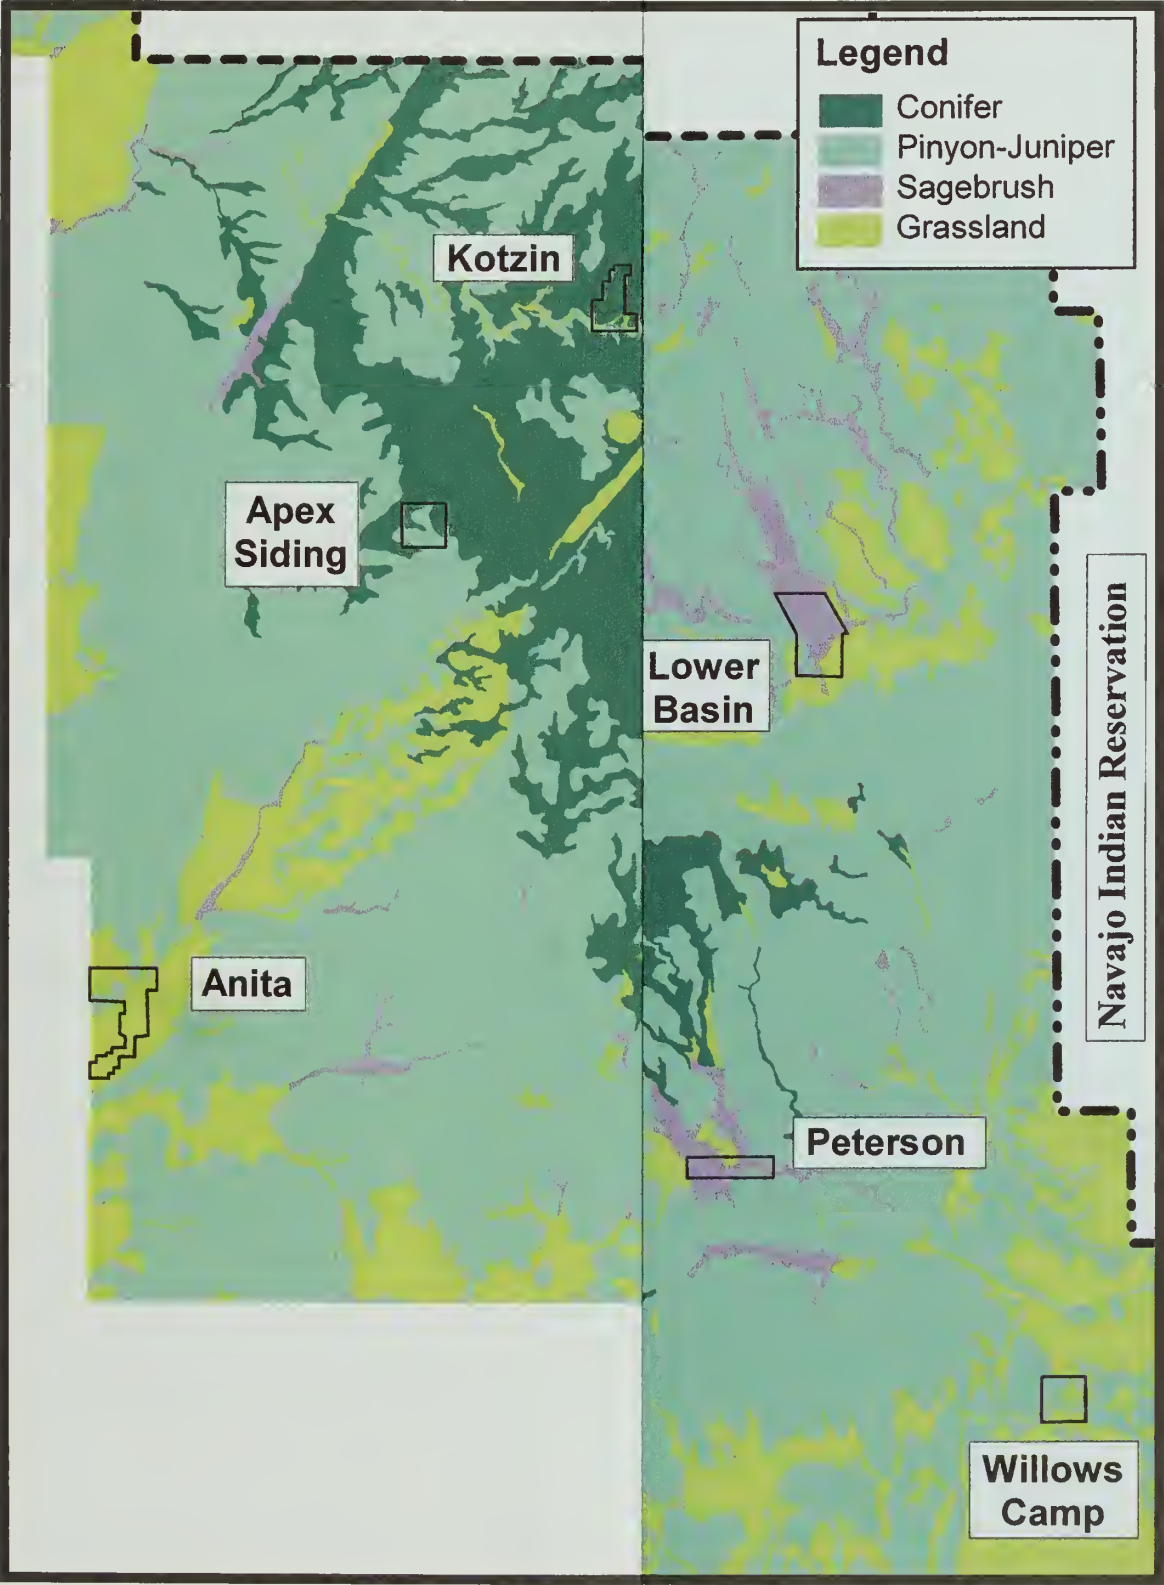 Legend
Conifer
Pinyon-Juniper
Sagebrush
Grassland
Kotzin
Apex
Siding
Lower
Basin
Navajo Indian Reservation
Anita
Peterson
Willows
Camp